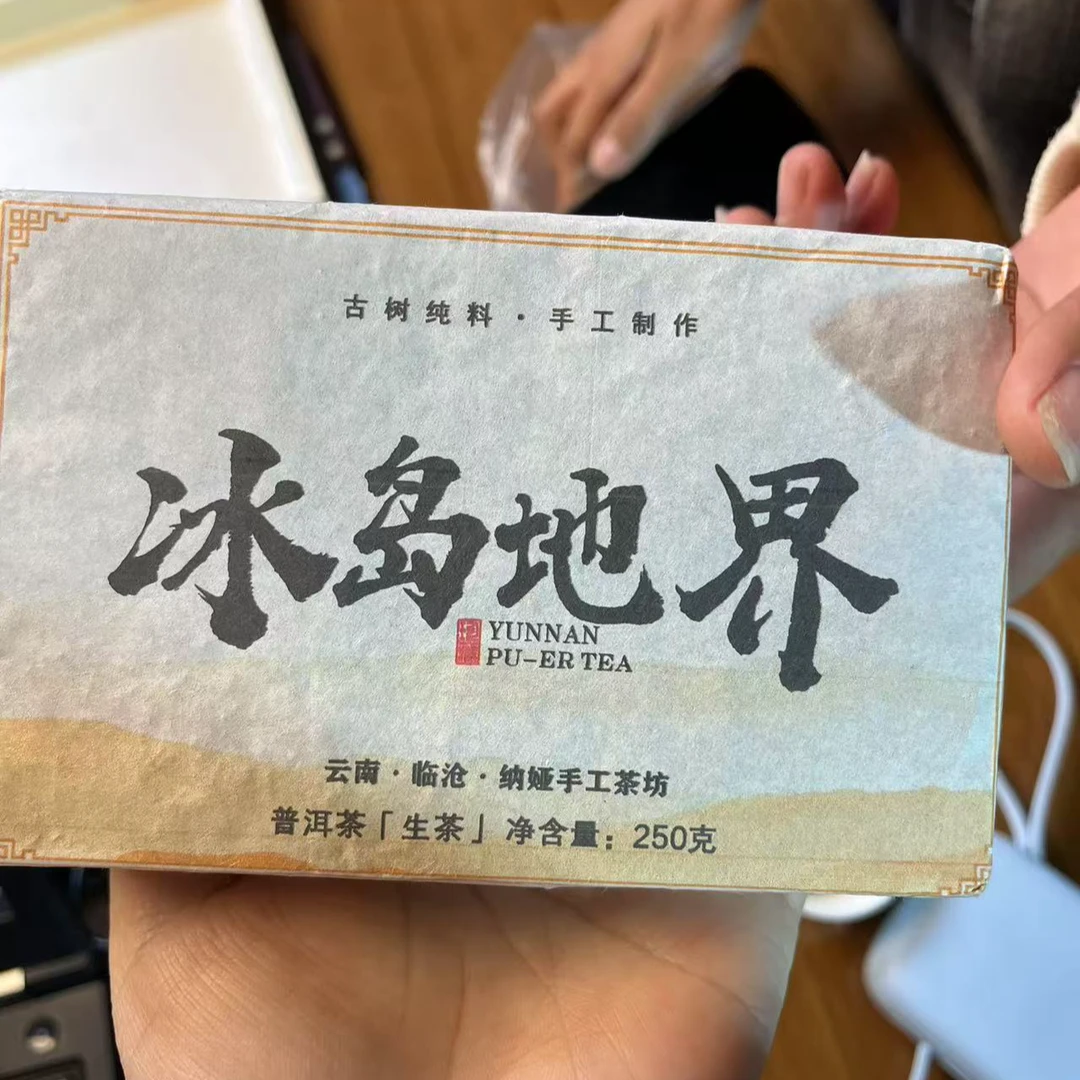 古树纯料·手工制作
冰岛地界
YUNNAN
PU-ER TEA
云南·临沧·纳娅手工茶坊
普洱茶「生茶」净含量：250克